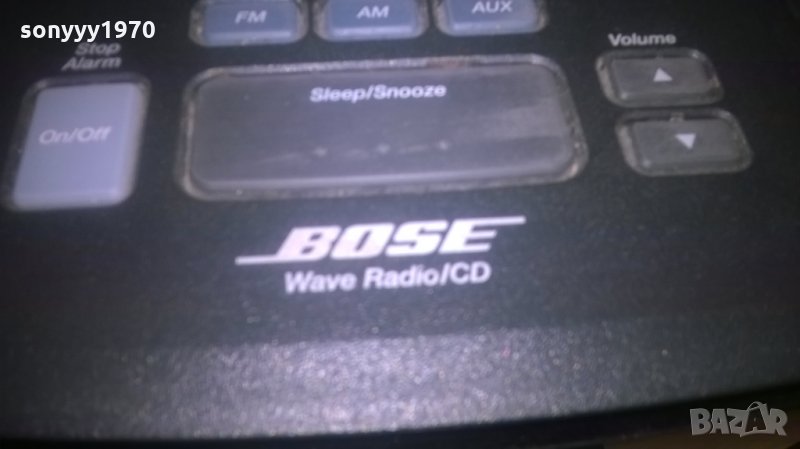 sonyyy1970
FM
AM
AUX
Stop
Alarm
Volume
Sleep/Snooze
On/Off
BOSE
Wave Radio/CD
BAZAR